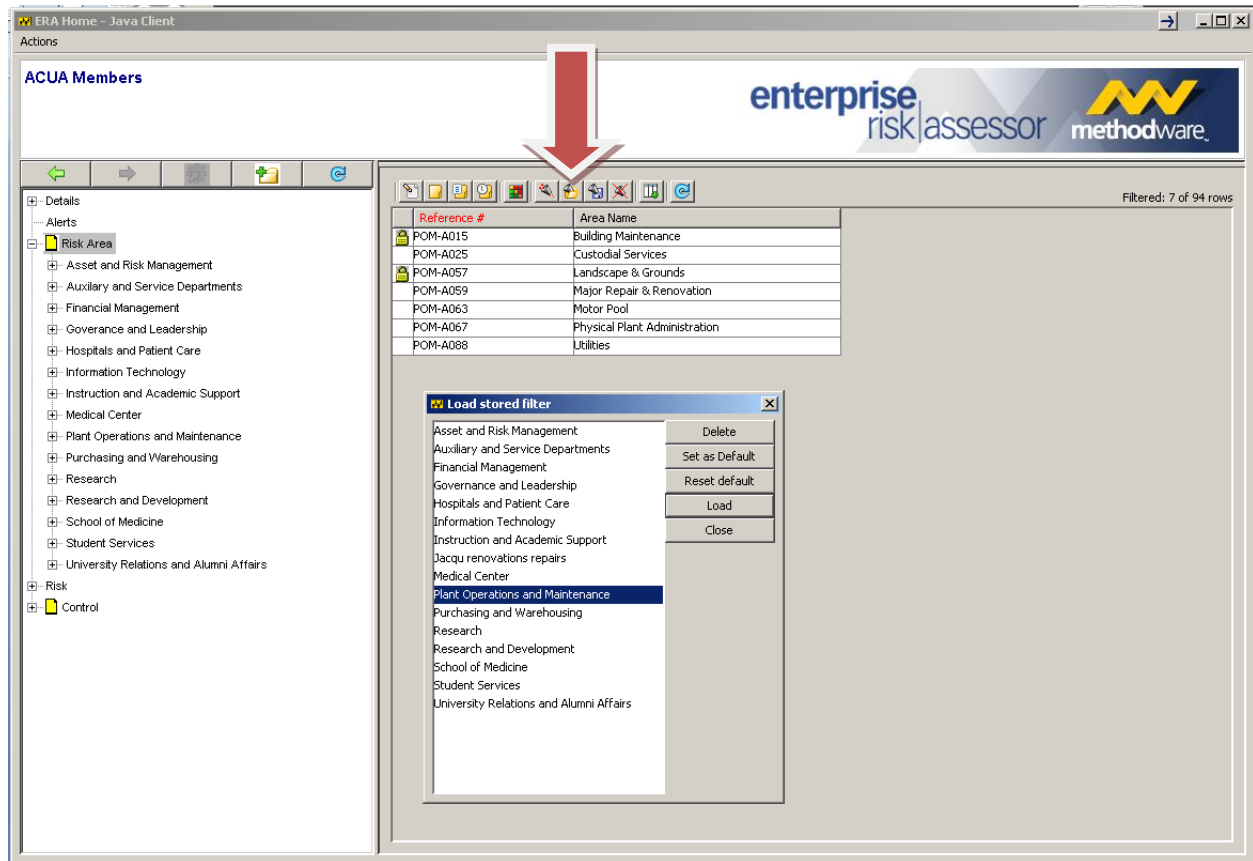 ERA Home - Java Client
Actions
ACUA Members
enterprise
risk assessor
methodware
Details
Alerts
Risk Area
Asset and Risk Management
Auxilary and Service Departments
Financial Management
Goverance and Leadership
Hospitals and Patient Care
Information Technology
Instruction and Academic Support
Medical Center
Plant Operations and Maintenance
Purchasing and Warehousing
Research
Research and Development
School of Medicine
Student Services
University Relations and Alumni Affairs
Risk
Control
Filtered: 7 of 94 rows
Reference # Area Name
POM-A015 Building Maintenance
POM-A025 Custodial Services
POM-A057 Landscape & Grounds
POM-A059 Major Repair & Renovation
POM-A063 Motor Pool
POM-A067 Physical Plant Administration
POM-A088 Utilities
Load stored filter
Asset and Risk Management
Auxiliary and Service Departments
Financial Management
Governance and Leadership
Hospitals and Patient Care
Information Technology
Instruction and Academic Support
Jacqu renovations repairs
Medical Center
Plant Operations and Maintenance
Purchasing and Warehousing
Research
Research and Development
School of Medicine
Student Services
University Relations and Alumni Affairs
Delete
Set as Default
Reset default
Load
Close